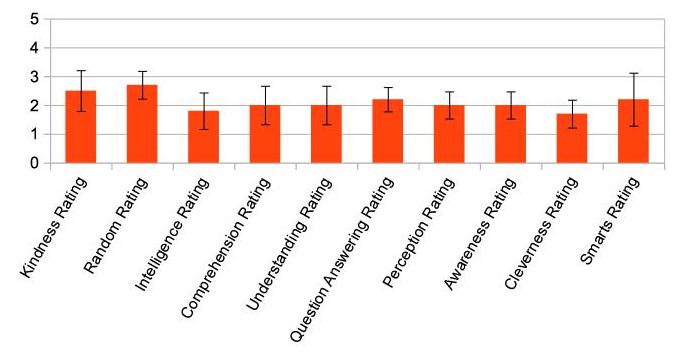 5
4
3
2
1
0
Kindness Rating
Random Rating
Intelligence Rating
Comprehension Rating
Understanding Rating
Question Answering Rating
Perception Rating
Awareness Rating
Cleverness Rating
Smarts Rating